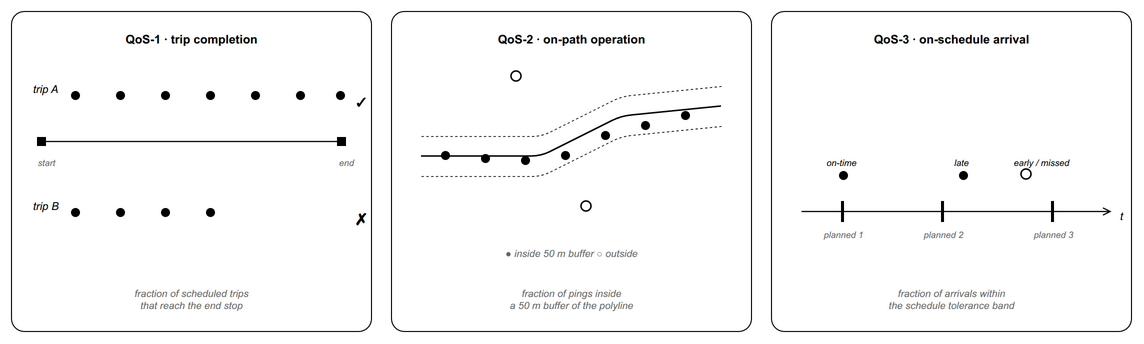 QoS-1 · trip completion
trip A
✓
start
end
trip B
✗
fraction of scheduled trips
that reach the end stop
QoS-2 · on-path operation
● inside 50 m buffer ○ outside
fraction of pings inside
a 50 m buffer of the polyline
QoS-3 · on-schedule arrival
on-time
late
early / missed
t
planned 1
planned 2
planned 3
fraction of arrivals within
the schedule tolerance band